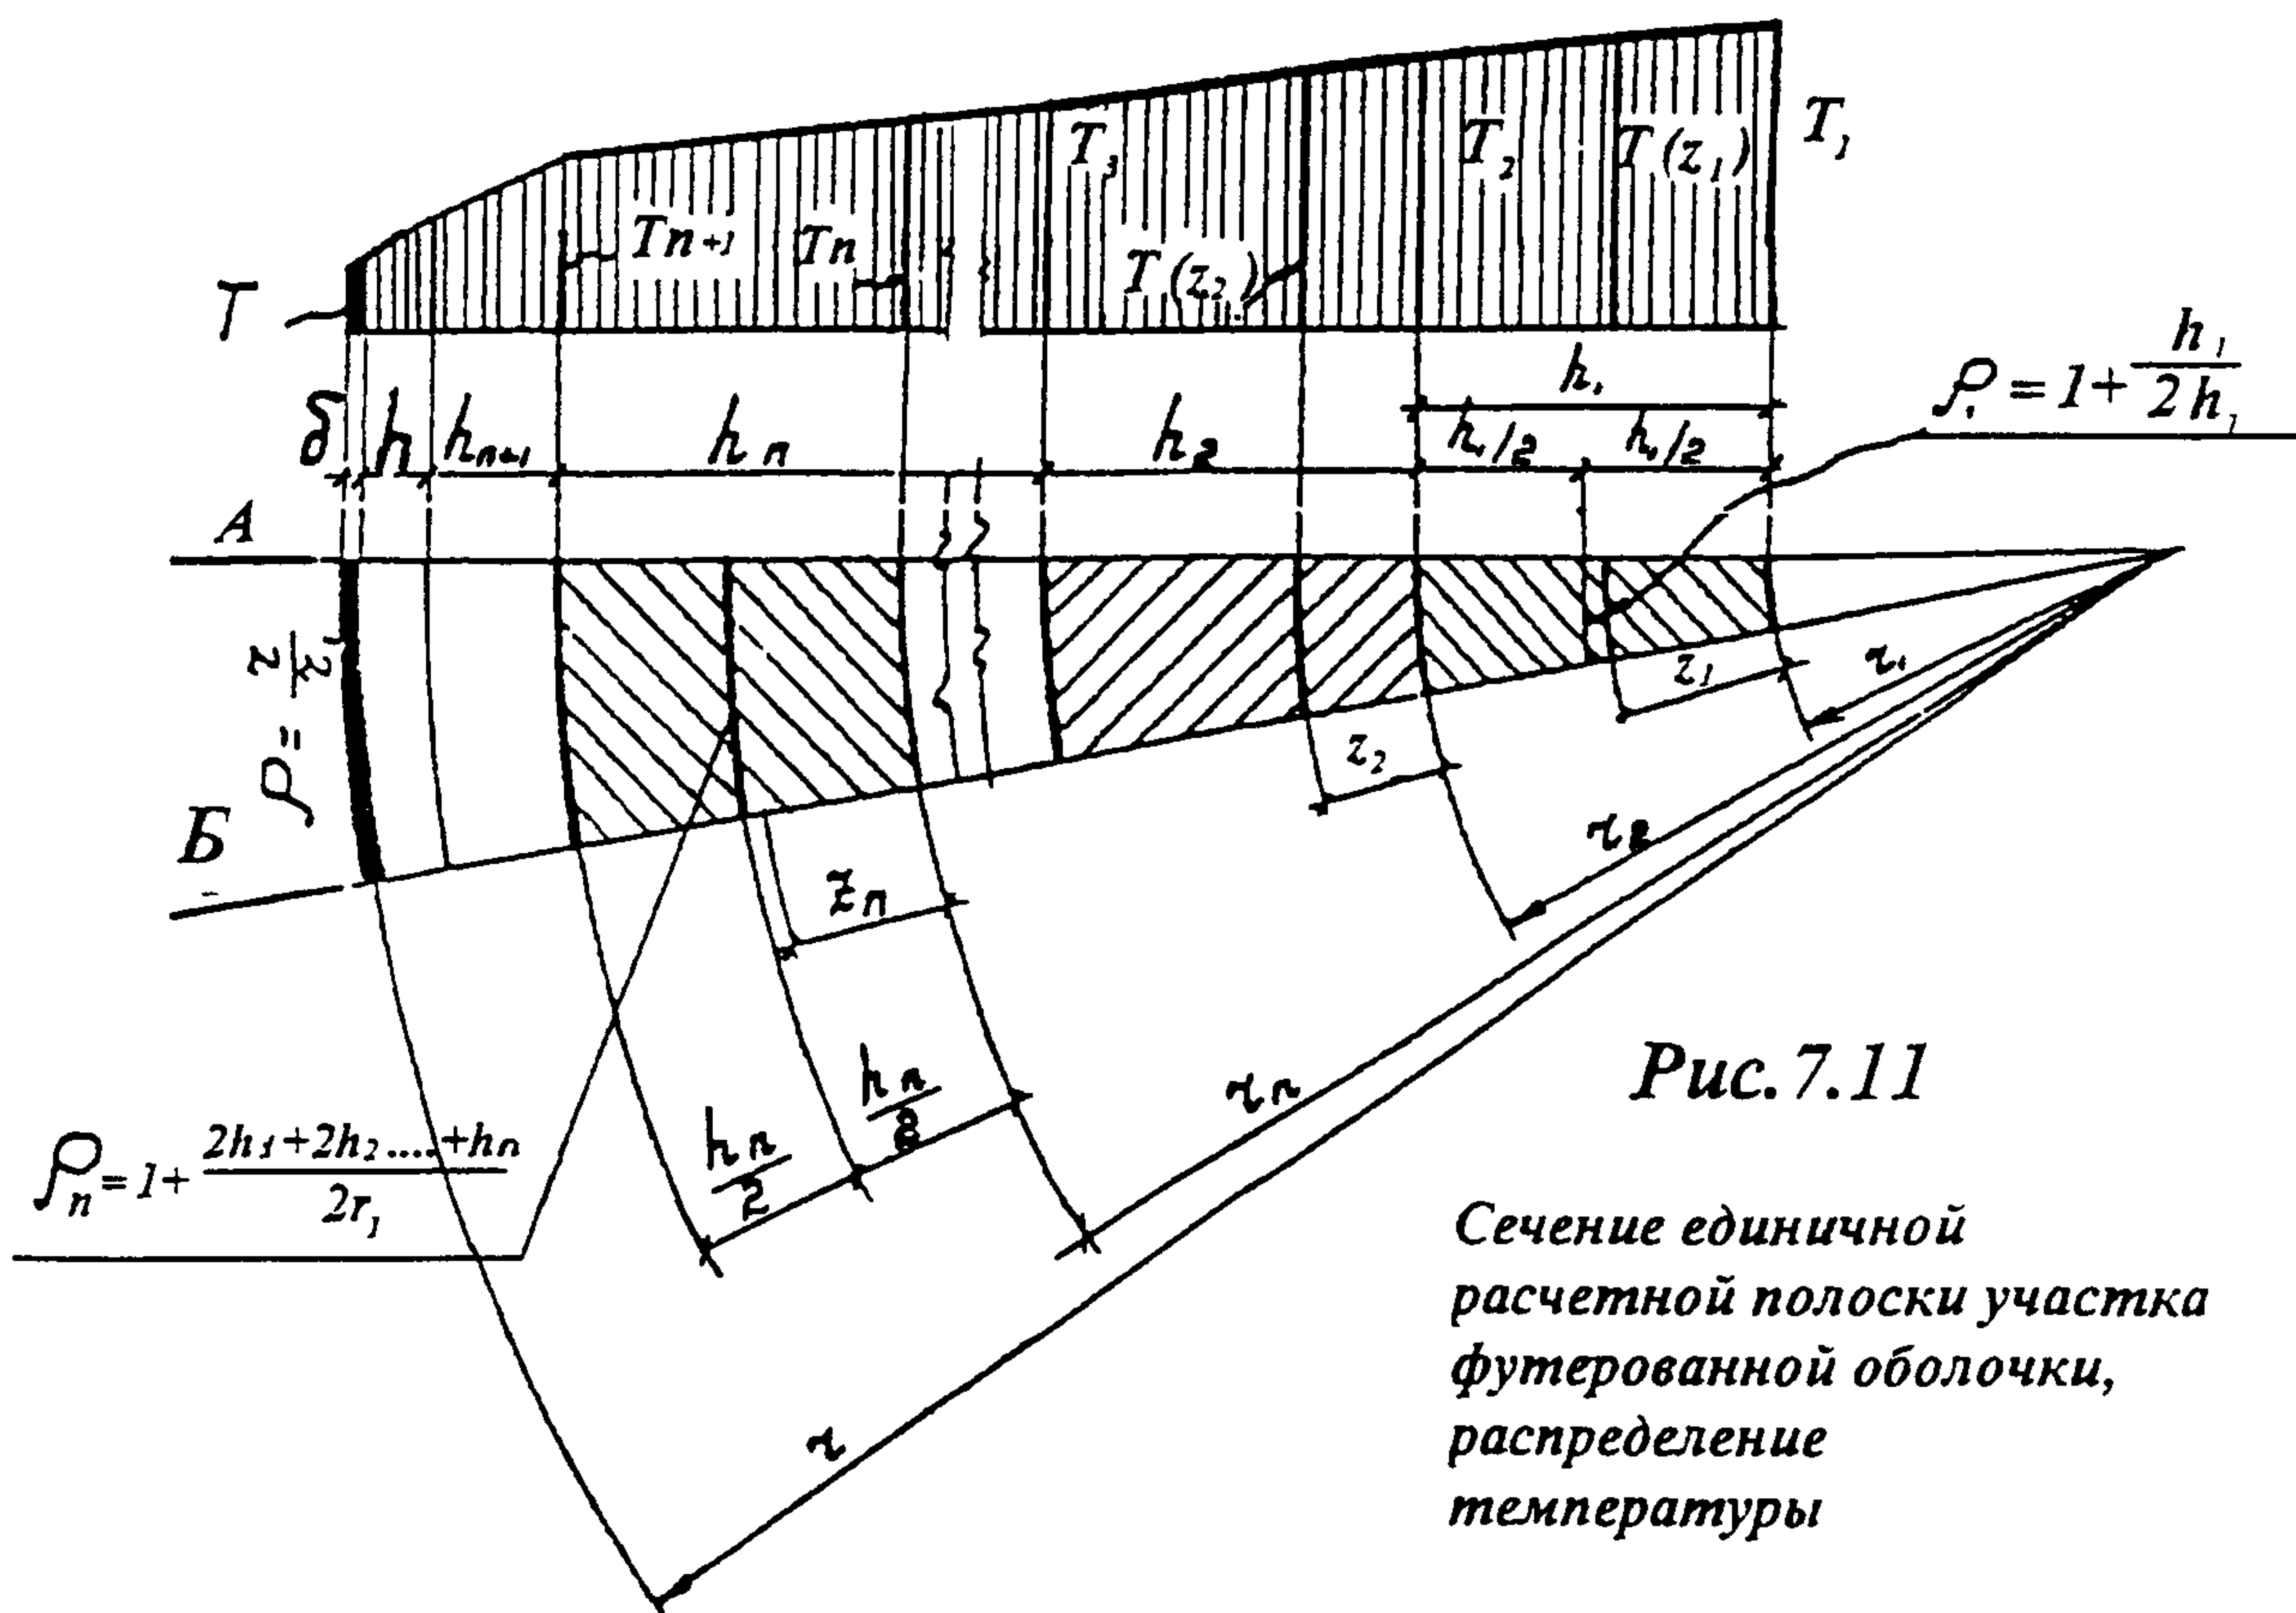 T
Tn+1
Tn
T₃
T(z₂)
T₂
T(z₁)
T₁
δ
h
hn+1
hn
h₂
h₁
h₁/2
h₁/2
ρ₁ = 1+ h₁/2h₁
А
Б
z₁
r₁
z₂
r₂
zn
hn/2
rn
r
ρn=1+ (2h₁+2h₂....+hn)/2r₁
Рис.7.11
Сечение единичной
расчетной полоски участка
футерованной оболочки,
распределение
температуры